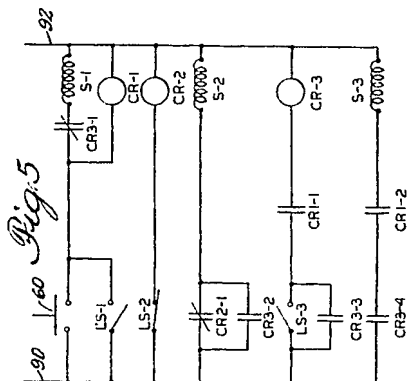 92
S-1
CR-1
CR-2
S-2
CR-3
S-3
CR3-1
Fig. 5
CR1-1
CR1-2
60
LS-1
LS-2
CR2-1
CR3-2
LS-3
CR3-3
CR3-4
90